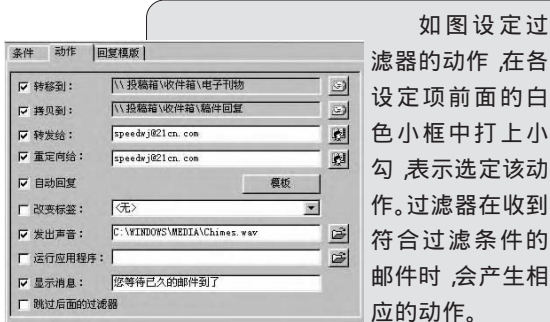 条件 动作 回复模版
转移到： \\投稿箱\收件箱\电子刊物
拷贝到： \\投稿箱\收件箱\稿件回复
转发给： speedwj@21cn.com
重定向给： speedwj@21cn.com
自动回复 模板
改变标签： <无>
发出声音： C:\WINDOWS\MEDIA\Chimes.wav
运行应用程序：
显示消息： 您等待已久的邮件到了
跳过后面的过滤器
如图设定过
滤器的动作,在各
设定项前面的白
色小框中打上小
勾,表示选定该动
作。过滤器在收到
符合过滤条件的
邮件时,会产生相
应的动作。